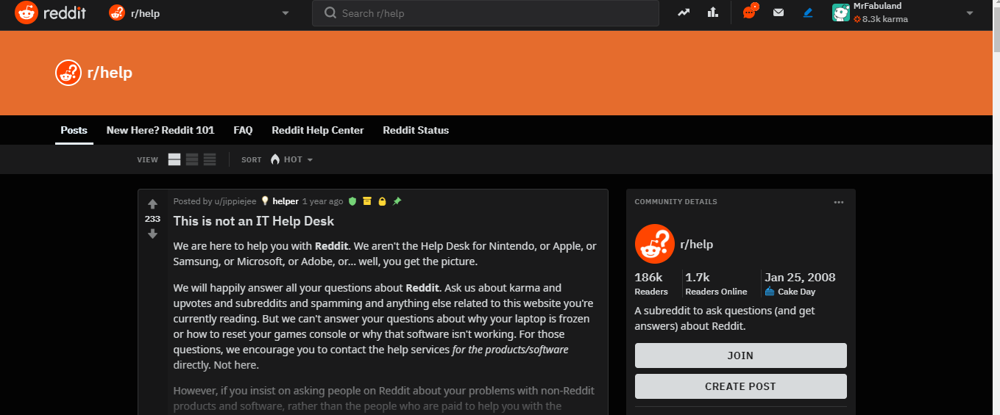 reddit
r/help
Search r/help
MrFabuland
8.3k karma
r/help
Posts
New Here? Reddit 101
FAQ
Reddit Help Center
Reddit Status
VIEW
SORT
HOT
Posted by u/jippiejee helper 1 year ago
233
This is not an IT Help Desk
We are here to help you with Reddit. We aren't the Help Desk for Nintendo, or Apple, or
Samsung, or Microsoft, or Adobe, or... well, you get the picture.
We will happily answer all your questions about Reddit. Ask us about karma and
upvotes and subreddits and spamming and anything else related to this website you're
currently reading. But we can't answer your questions about why your laptop is frozen
or how to reset your games console or why that software isn't working. For those
questions, we encourage you to contact the help services for the products/software
directly. Not here.
However, if you insist on asking people on Reddit about your problems with non-Reddit
products and software, rather than the people who are paid to help you with the
COMMUNITY DETAILS
r/help
186k
Readers
1.7k
Readers Online
Jan 25, 2008
Cake Day
A subreddit to ask questions (and get
answers) about Reddit.
JOIN
CREATE POST